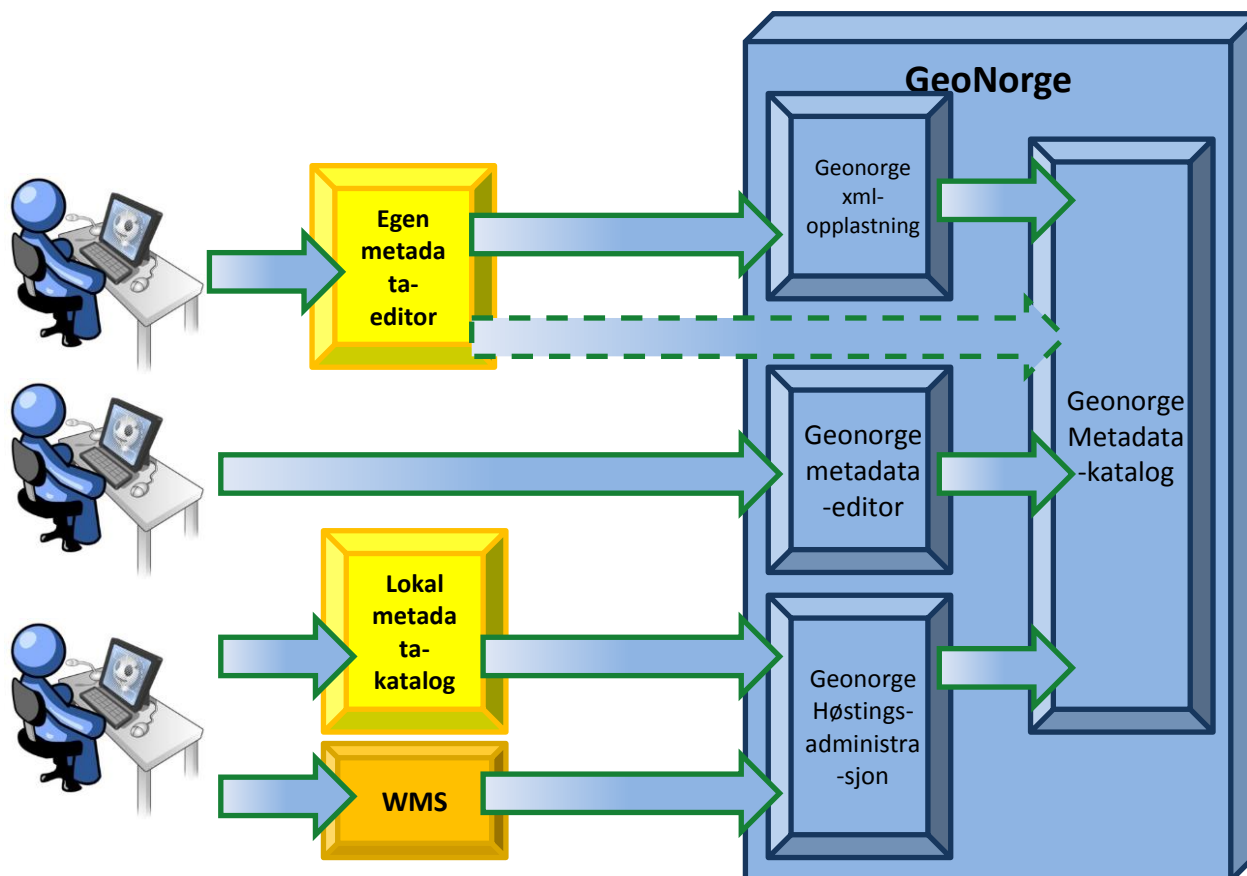 GeoNorge
Geonorge
xml-
opplastning
Egen
metada
ta-
editor
Geonorge
metadata
-editor
Geonorge
Metadata
-katalog
Lokal
metada
ta-
katalog
Geonorge
Høstings-
administra
-sjon
WMS